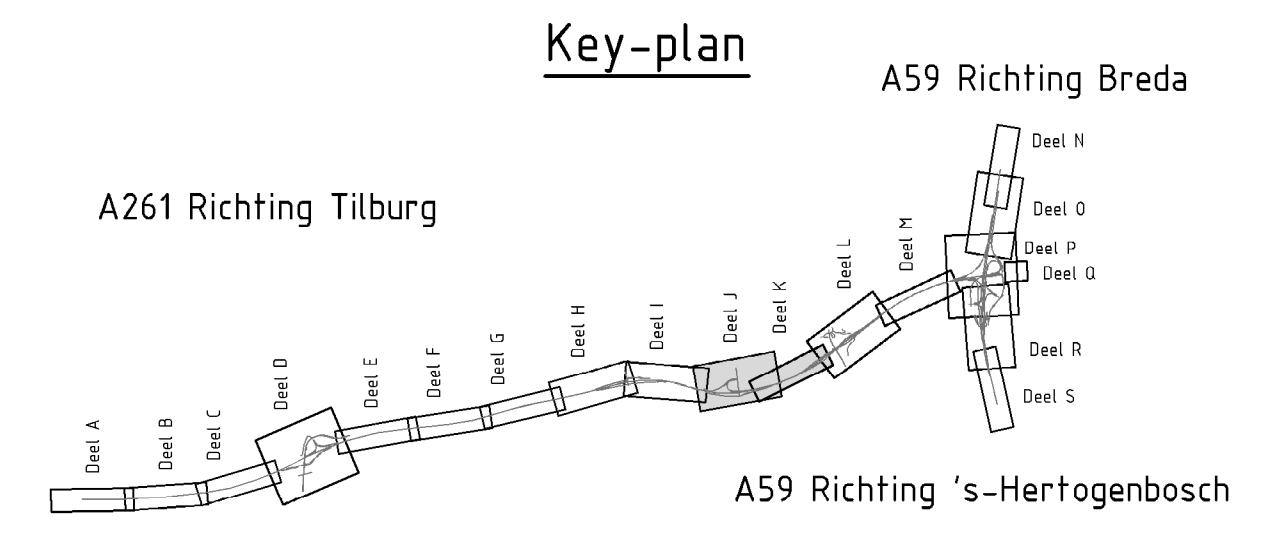 Key-plan
A59 Richting Breda
A261 Richting Tilburg
Deel A
Deel B
Deel C
Deel D
Deel E
Deel F
Deel G
Deel H
Deel I
Deel J
Deel K
Deel L
Deel M
Deel N
Deel O
Deel P
Deel Q
Deel R
Deel S
A59 Richting 's-Hertogenbosch